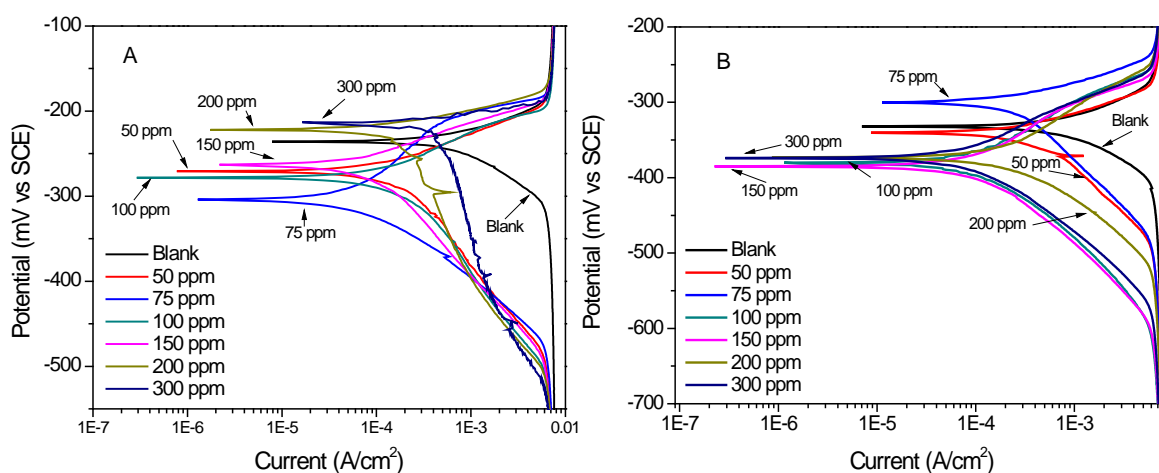 A
-100
-200
-300
-400
-500
Potential (mV vs SCE)
300 ppm
200 ppm
50 ppm
150 ppm
100 ppm
75 ppm
Blank
Blank
50 ppm
75 ppm
100 ppm
150 ppm
200 ppm
300 ppm
1E-7
1E-6
1E-5
1E-4
1E-3
0.01
Current (A/cm²)
B
-200
-300
-400
-500
-600
-700
Potential (mV vs SCE)
75 ppm
Blank
300 ppm
50 ppm
150 ppm
100 ppm
200 ppm
Blank
50 ppm
75 ppm
100 ppm
150 ppm
200 ppm
300 ppm
1E-7
1E-6
1E-5
1E-4
1E-3
Current (A/cm²)